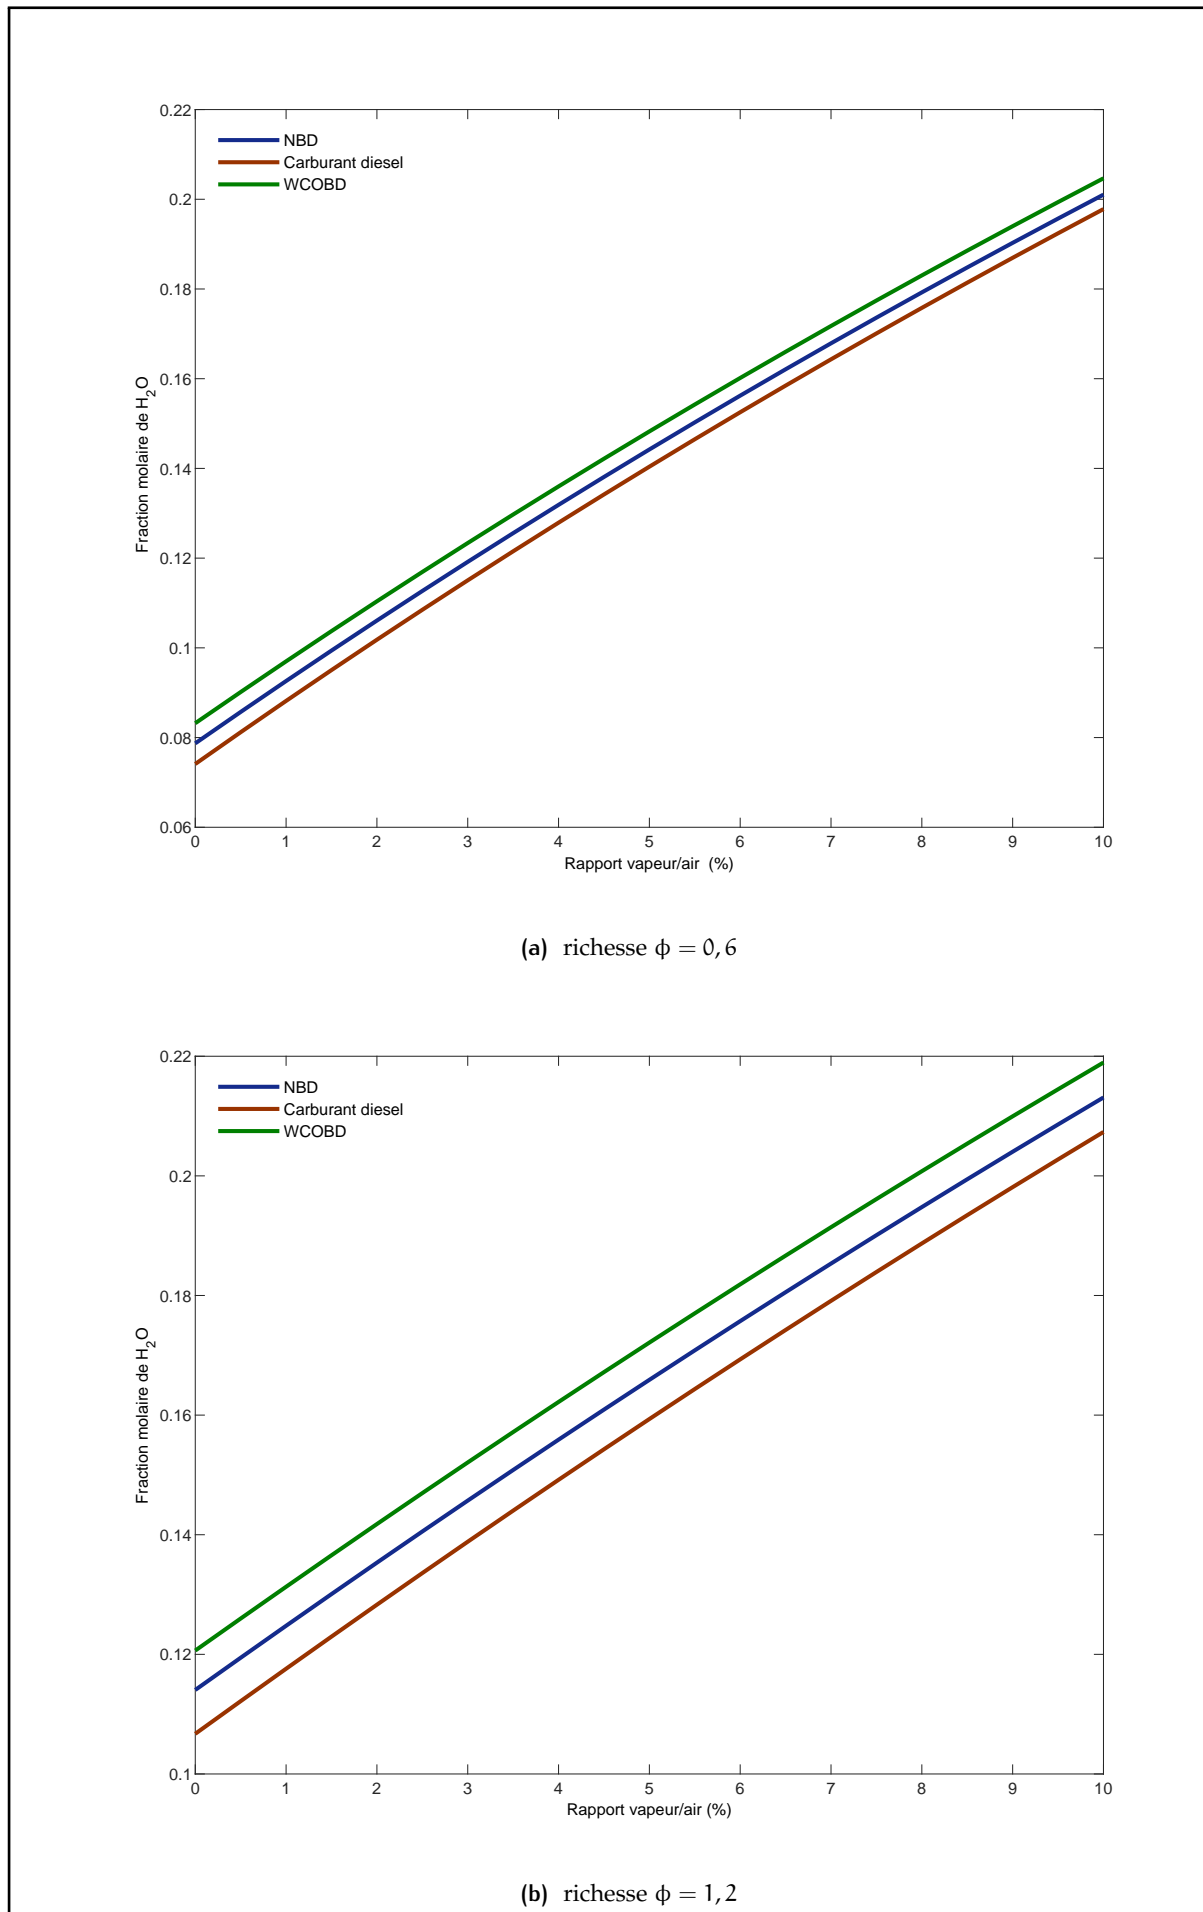 0.22
NBD
Carburant diesel
WCOBD
0.2
0.18
0.16
0.14
0.12
0.1
0.08
0.06
Fraction molaire de H2O
0 1 2 3 4 5 6 7 8 9 10
Rapport vapeur/air (%)
(a) richesse ϕ = 0,6
0.22
NBD
Carburant diesel
WCOBD
0.2
0.18
0.16
0.14
0.12
0.1
Fraction molaire de H2O
0 1 2 3 4 5 6 7 8 9 10
Rapport vapeur/air (%)
(b) richesse ϕ = 1,2